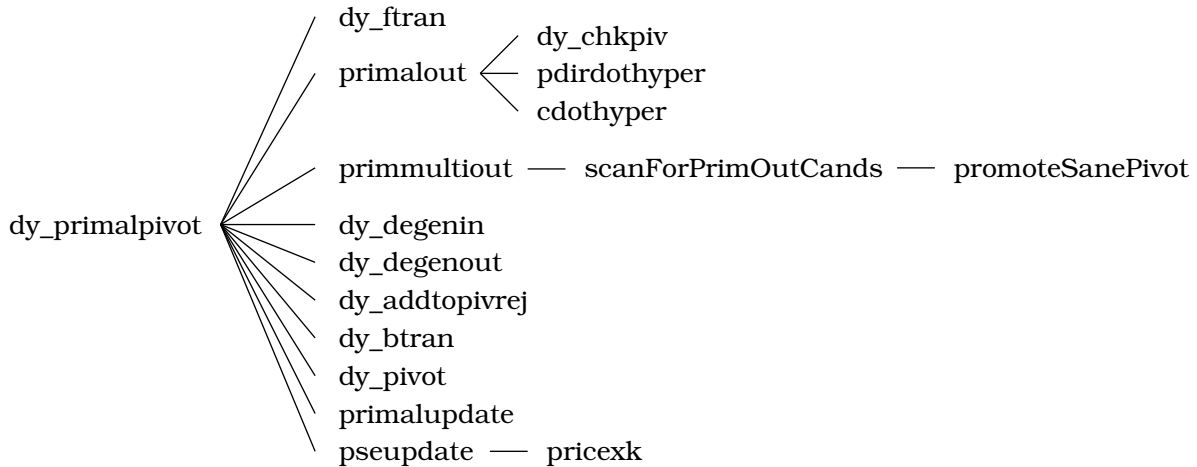 dy_ftran
dy_chkpiv
primalout
pdirdothyper
cdothyper
primmultiout scanForPrimOutCands promoteSanePivot
dy_primalpivot dy_degenin
dy_degenout
dy_addtopivrej
dy_btran
dy_pivot
primalupdate
pseupdate pricexk